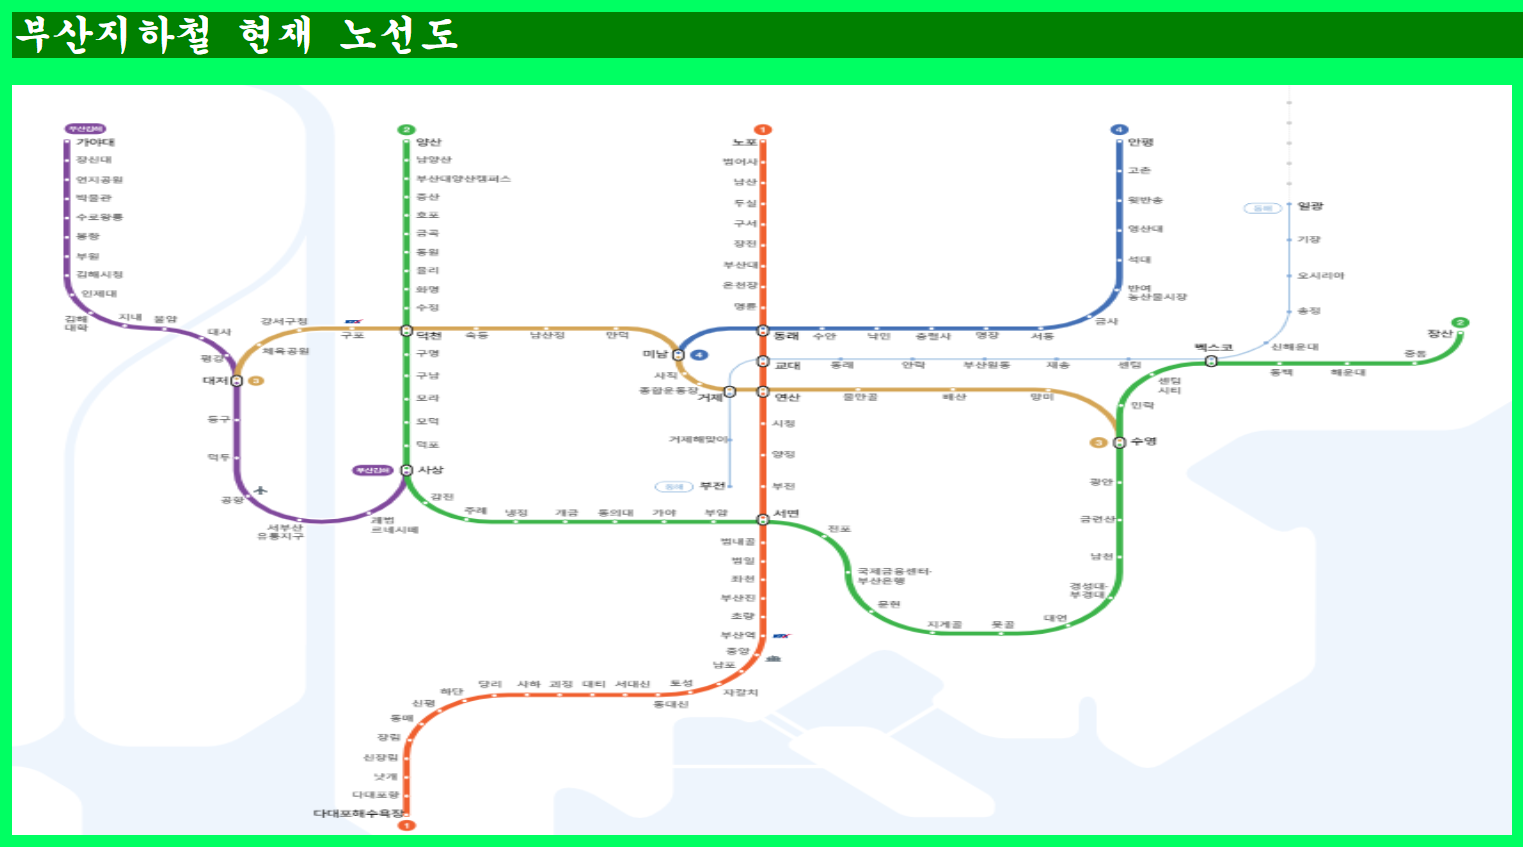 부산지하철 현재 노선도
부산김해
가야대
장신대
연지공원
박물관
수로왕릉
봉황
부원
김해시청
인제대
김해
대학
지내
불암
대사
평강
대저
3
등구
덕두
공항
서부산
유통지구
괘법
르네시떼
부산김해
사상
강서구청
체육공원
구포
덕천
숙등
남산정
만덕
미남
4
사직
종합운동장
거제
연산
물만골
배산
망미
3
수영
2
양산
남양산
부산대양산캠퍼스
증산
호포
금곡
동원
율리
화명
수정
구명
구남
모라
모덕
덕포
감전
주례
냉정
개금
동의대
가야
부암
서면
전포
국제금융센터·
부산은행
문현
지게골
못골
대연
경성대·
부경대
남천
금련산
광안
민락
센텀
시티
벡스코
동백
해운대
중동
장산
2
1
노포
범어사
남산
두실
구서
장전
부산대
온천장
명륜
동래
교대
시청
양정
부전
범내골
범일
좌천
부산진
초량
부산역
중앙
남포
자갈치
토성
동대신
서대신
대티
괴정
사하
당리
하단
신평
동매
장림
신장림
낫개
다대포항
다대포해수욕장
1
4
안평
고촌
윗반송
영산대
석대
반여
농산물시장
금사
서동
명장
충렬사
낙민
수안
동해
일광
기장
오시리아
송정
신해운대
센텀
재송
부산원동
안락
동래
거제해맞이
동해
부전